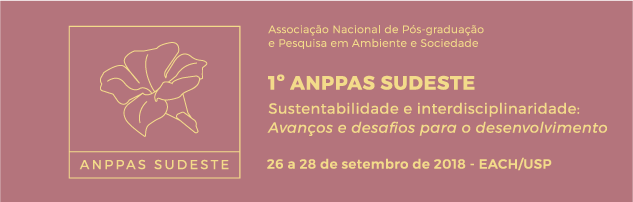 Associação Nacional de Pós-graduação
e Pesquisa em Ambiente e Sociedade
1º ANPPAS SUDESTE
Sustentabilidade e interdisciplinaridade:
Avanços e desafios para o desenvolvimento
26 a 28 de setembro de 2018 - EACH/USP
ANPPAS SUDESTE